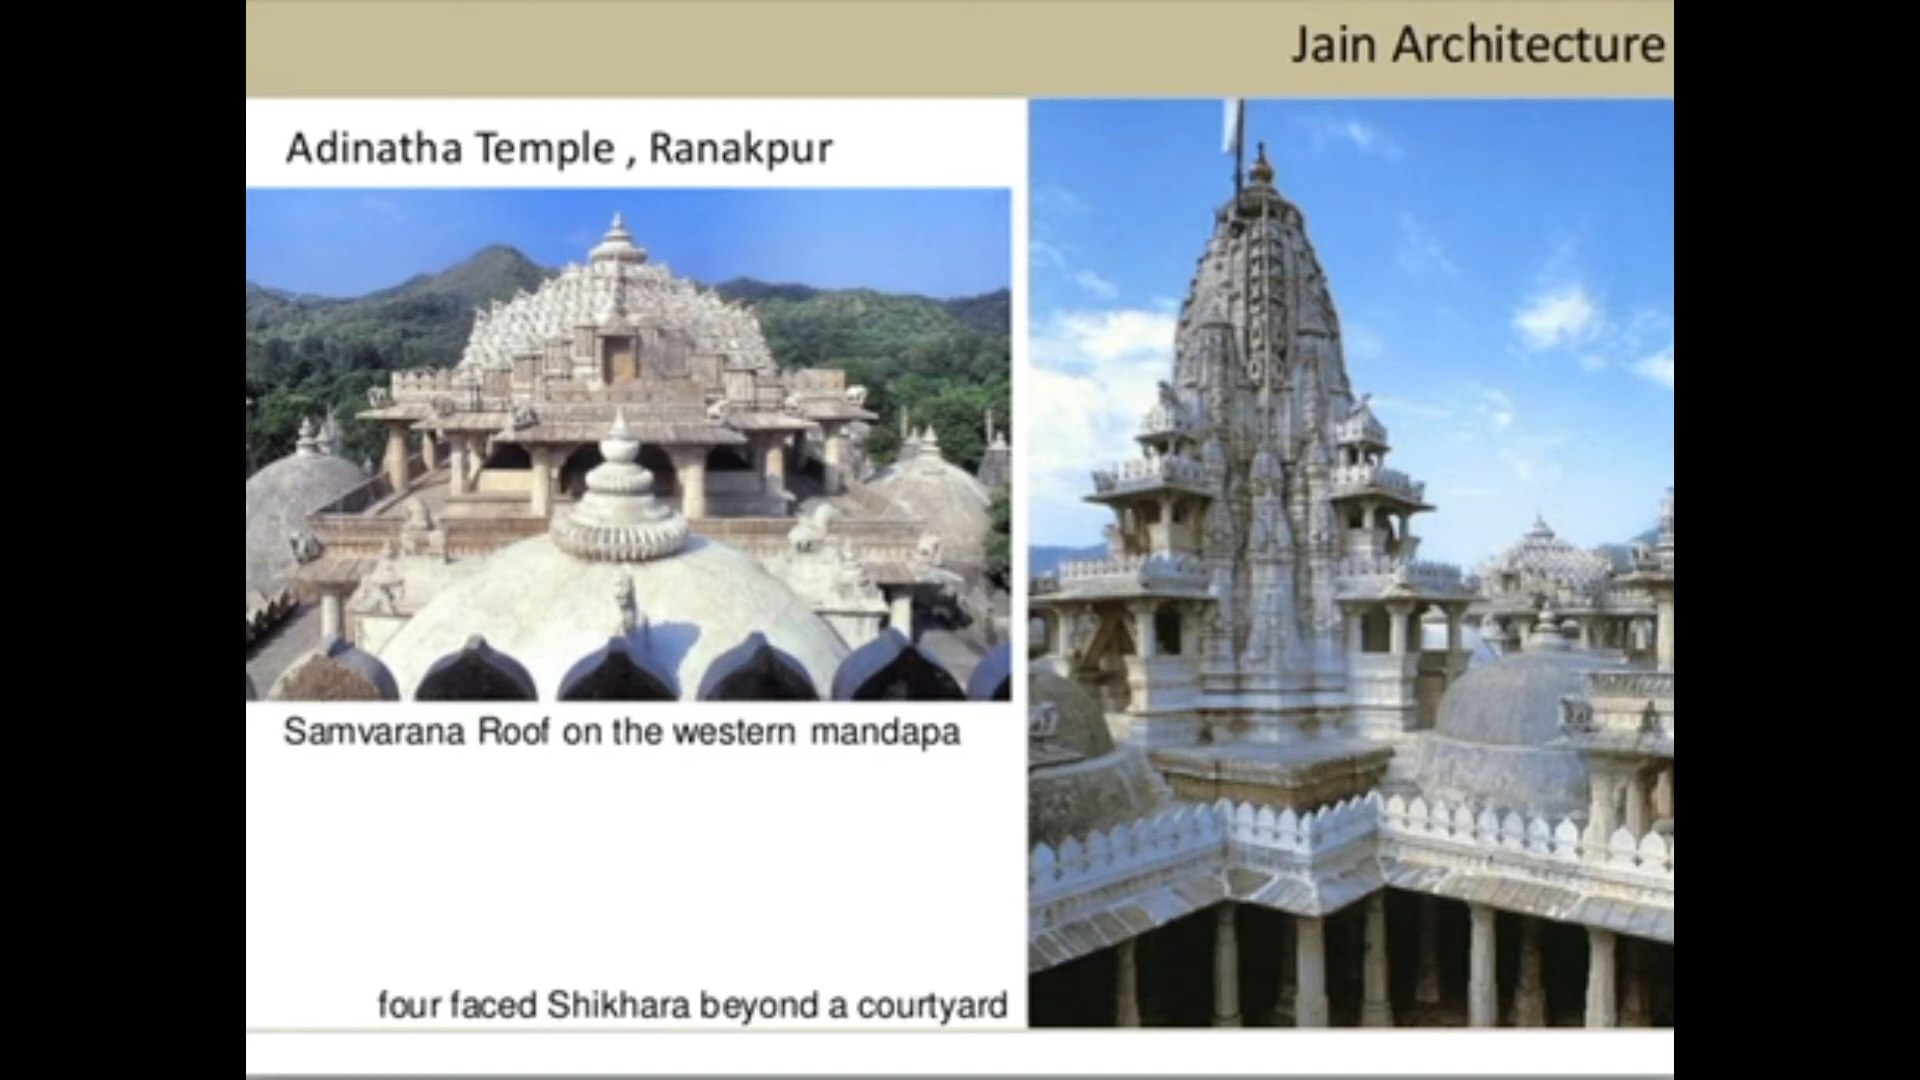 Jain Architecture
Adinatha Temple , Ranakpur
Samvarana Roof on the western mandapa
four faced Shikhara beyond a courtyard